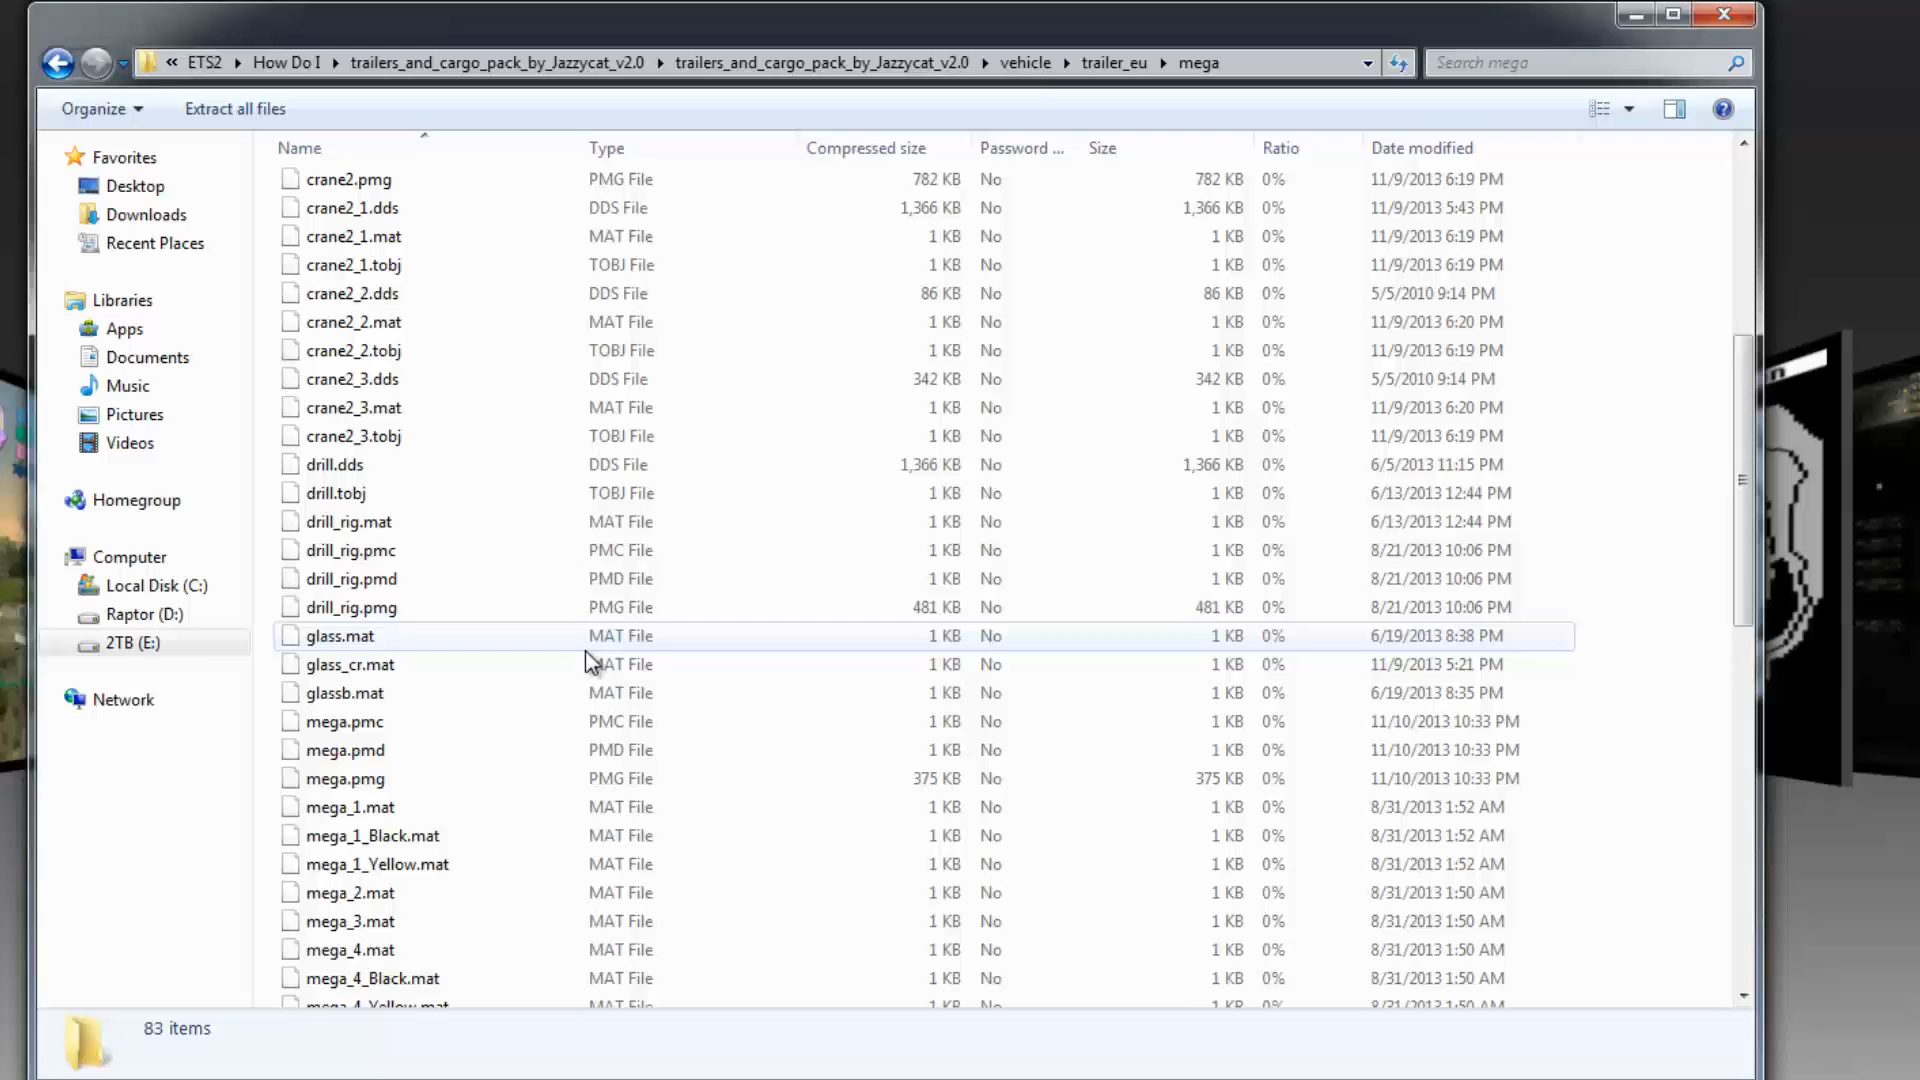 « ETS2 How Do I trailers_and_cargo_pack_by_Jazzycat_v2.0 trailers_and_cargo_pack_by_Jazzycat_v2.0 vehicle trailer_eu mega Search mega
Organize Extract all files
Favorites
Desktop
Downloads
Recent Places
Libraries
Apps
Documents
Music
Pictures
Videos
Homegroup
Computer
Local Disk (C:)
Raptor (D:)
2TB (E:)
Network
Name Type Compressed size Password ... Size Ratio Date modified
crane2.pmg PMG File 782 KB No 782 KB 0% 11/9/2013 6:19 PM
crane2_1.dds DDS File 1,366 KB No 1,366 KB 0% 11/9/2013 5:43 PM
crane2_1.mat MAT File 1 KB No 1 KB 0% 11/9/2013 6:19 PM
crane2_1.tobj TOBJ File 1 KB No 1 KB 0% 11/9/2013 6:19 PM
crane2_2.dds DDS File 86 KB No 86 KB 0% 5/5/2010 9:14 PM
crane2_2.mat MAT File 1 KB No 1 KB 0% 11/9/2013 6:20 PM
crane2_2.tobj TOBJ File 1 KB No 1 KB 0% 11/9/2013 6:19 PM
crane2_3.dds DDS File 342 KB No 342 KB 0% 5/5/2010 9:14 PM
crane2_3.mat MAT File 1 KB No 1 KB 0% 11/9/2013 6:20 PM
crane2_3.tobj TOBJ File 1 KB No 1 KB 0% 11/9/2013 6:19 PM
drill.dds DDS File 1,366 KB No 1,366 KB 0% 6/5/2013 11:15 PM
drill.tobj TOBJ File 1 KB No 1 KB 0% 6/13/2013 12:44 PM
drill_rig.mat MAT File 1 KB No 1 KB 0% 6/13/2013 12:44 PM
drill_rig.pmc PMC File 1 KB No 1 KB 0% 8/21/2013 10:06 PM
drill_rig.pmd PMD File 1 KB No 1 KB 0% 8/21/2013 10:06 PM
drill_rig.pmg PMG File 481 KB No 481 KB 0% 8/21/2013 10:06 PM
glass.mat MAT File 1 KB No 1 KB 0% 6/19/2013 8:38 PM
glass_cr.mat MAT File 1 KB No 1 KB 0% 11/9/2013 5:21 PM
glassb.mat MAT File 1 KB No 1 KB 0% 6/19/2013 8:35 PM
mega.pmc PMC File 1 KB No 1 KB 0% 11/10/2013 10:33 PM
mega.pmd PMD File 1 KB No 1 KB 0% 11/10/2013 10:33 PM
mega.pmg PMG File 375 KB No 375 KB 0% 11/10/2013 10:33 PM
mega_1.mat MAT File 1 KB No 1 KB 0% 8/31/2013 1:52 AM
mega_1_Black.mat MAT File 1 KB No 1 KB 0% 8/31/2013 1:52 AM
mega_1_Yellow.mat MAT File 1 KB No 1 KB 0% 8/31/2013 1:52 AM
mega_2.mat MAT File 1 KB No 1 KB 0% 8/31/2013 1:50 AM
mega_3.mat MAT File 1 KB No 1 KB 0% 8/31/2013 1:50 AM
mega_4.mat MAT File 1 KB No 1 KB 0% 8/31/2013 1:50 AM
mega_4_Black.mat MAT File 1 KB No 1 KB 0% 8/31/2013 1:50 AM
mega_4_Yellow.mat MAT File 1 KB No 1 KB 0% 8/31/2013 1:50 AM
83 items